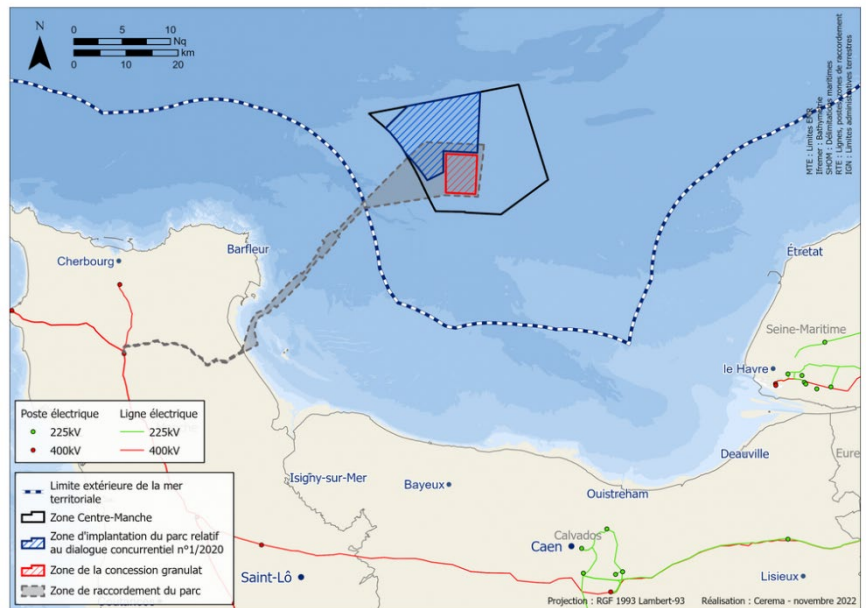 N
0 5 10
Nq
km
0 10 20
MTE : Limites EMR
Ifremer : Bathymétrie
SHOM : Délimitations maritimes
RTE : Lignes, postes, zones de raccordement
IGN : Limites administratives terrestres
Cherbourg
Barfleur
Étretat
Seine-Maritime
le Havre
Deauville
Eure
Isigny-sur-Mer
Bayeux
Ouistreham
Calvados
Caen
Saint-Lô
Lisieux
Poste électrique
225kV
400kV
Ligne électrique
225kV
400kV
Limite extérieure de la mer
territoriale
Zone Centre-Manche
Zone d'implantation du parc relatif
au dialogue concurrentiel n°1/2020
Zone de la concession granulat
Zone de raccordement du parc
Projection : RGF 1993 Lambert-93 Réalisation : Cerema - novembre 2022